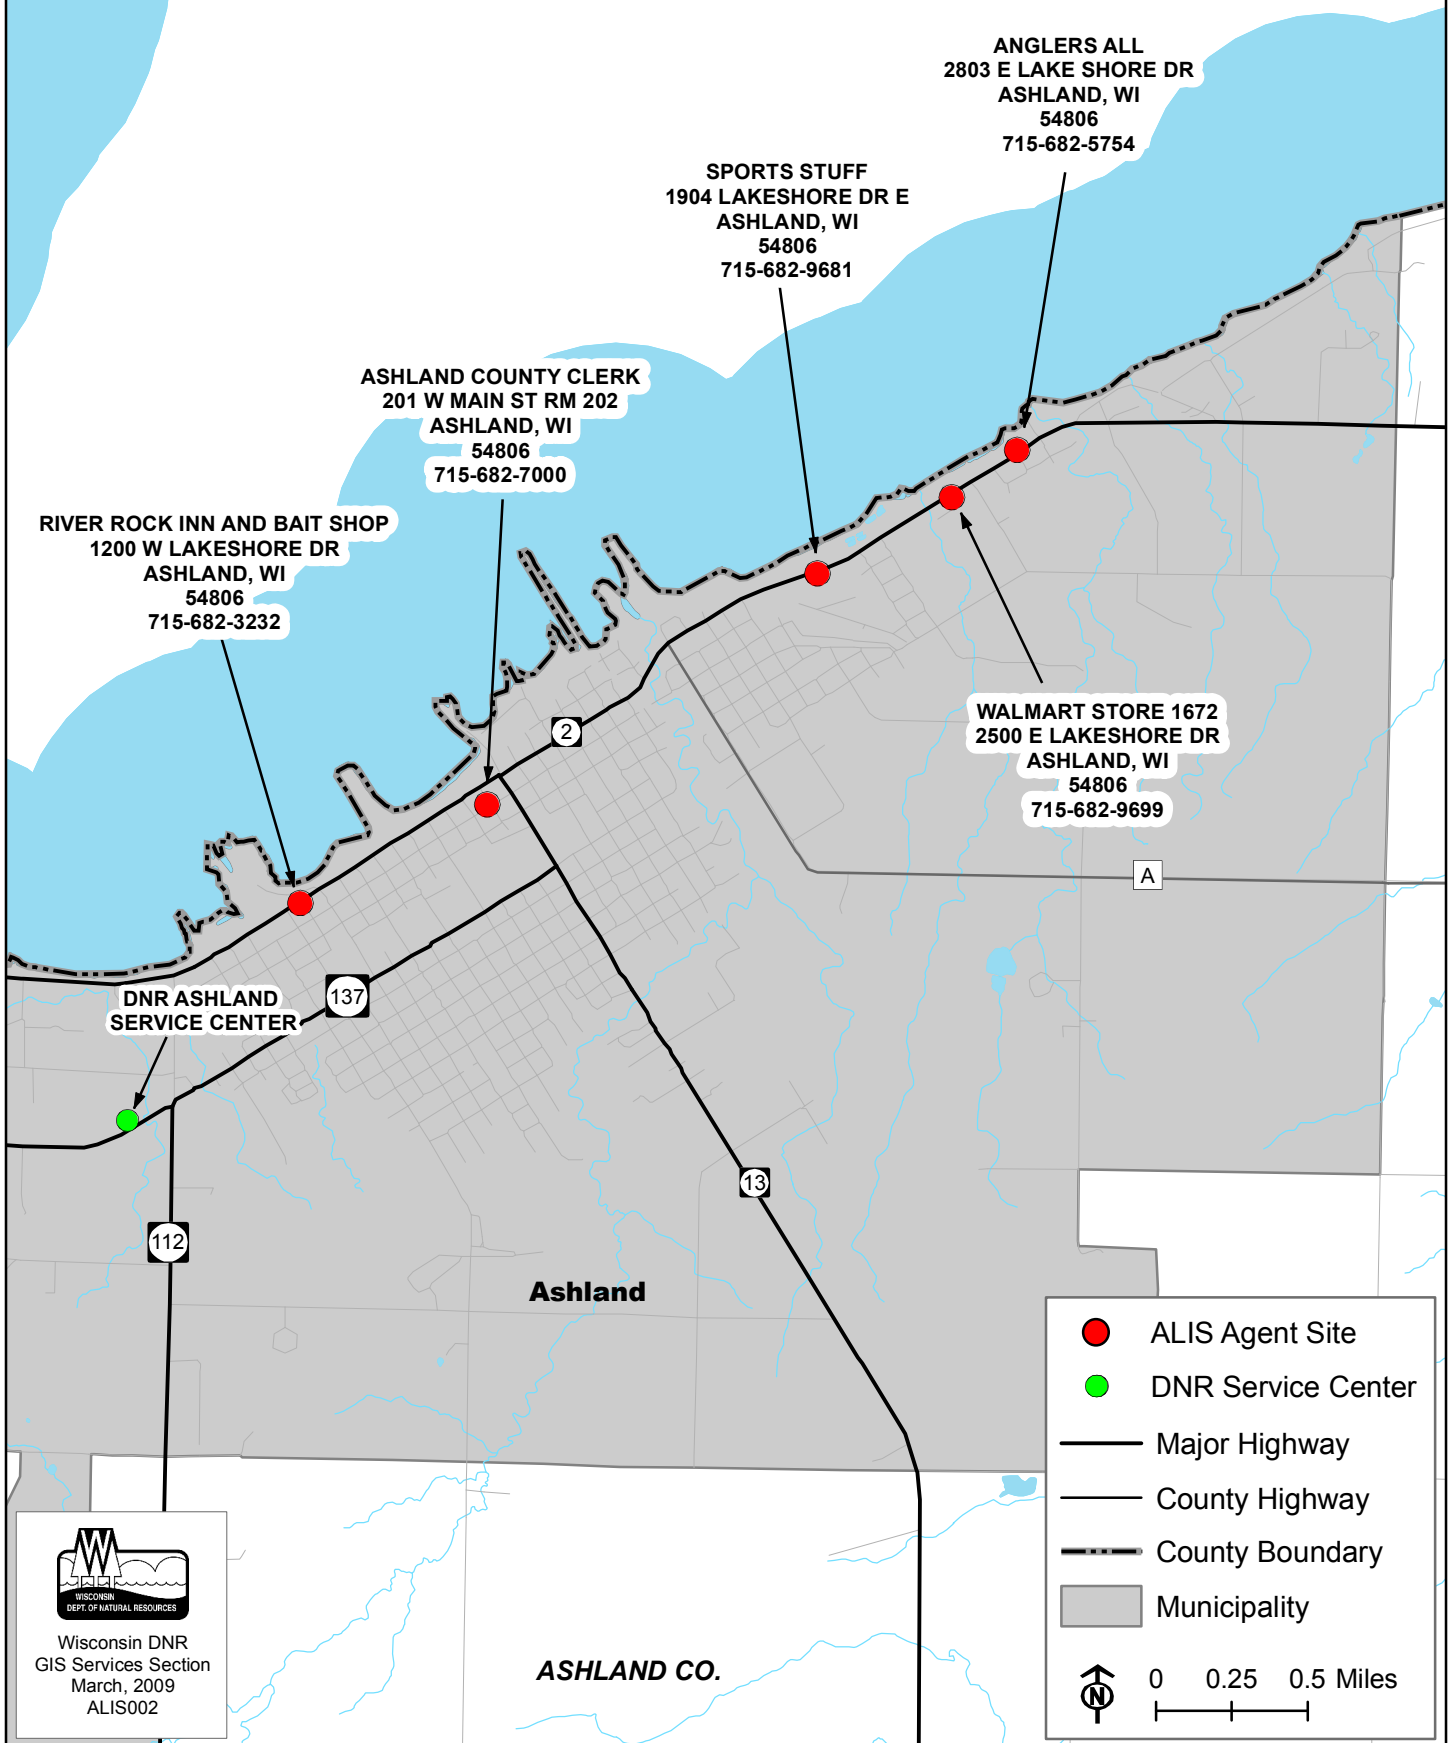 ANGLERS ALL
2803 E LAKE SHORE DR
ASHLAND, WI
54806
715-682-5754
SPORTS STUFF
1904 LAKESHORE DR E
ASHLAND, WI
54806
715-682-9681
ASHLAND COUNTY CLERK
201 W MAIN ST RM 202
ASHLAND, WI
54806
715-682-7000
RIVER ROCK INN AND BAIT SHOP
1200 W LAKESHORE DR
ASHLAND, WI
54806
715-682-3232
WALMART STORE 1672
2500 E LAKESHORE DR
ASHLAND, WI
54806
715-682-9699
2
A
137
DNR ASHLAND
SERVICE CENTER
13
112
Ashland
ALIS Agent Site
DNR Service Center
Major Highway
County Highway
County Boundary
Municipality
N
0 0.25 0.5 Miles
W
WISCONSIN
DEPT. OF NATURAL RESOURCES
Wisconsin DNR
GIS Services Section
March, 2009
ALIS002
ASHLAND CO.